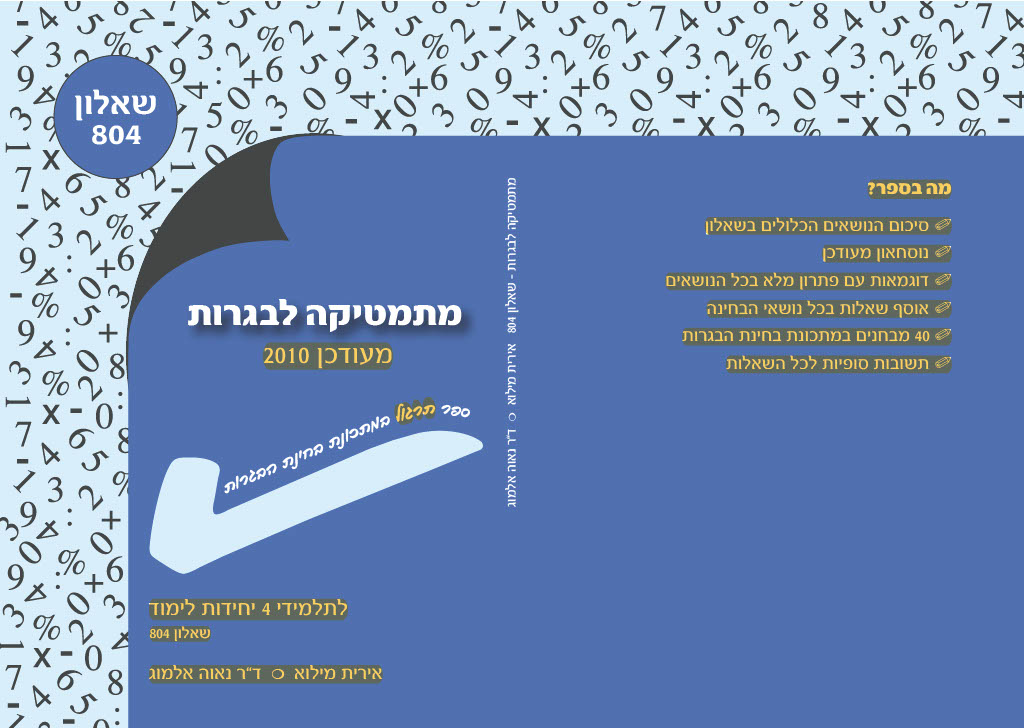 שאלון
804
מתמטיקה לבגרות
מעודכן 2010
ספר תרגול במתכונת בחינת הבגרות
לתלמידי 4 יחידות לימוד
שאלון 804
אירית מילוא ❍ ד"ר נאוה אלמוג
מתמטיקה לבגרות - שאלון 804 אירית מילוא ❍ ד"ר נאוה אלמוג
מה בספר?
✐ סיכום הנושאים הכלולים בשאלון
✐ נוסחאון מעודכן
✐ דוגמאות עם פתרון מלא בכל הנושאים
✐ אוסף שאלות בכל נושאי הבחינה
✐ 40 מבחנים במתכונת בחינת הבגרות
✐ תשובות סופיות לכל השאלות